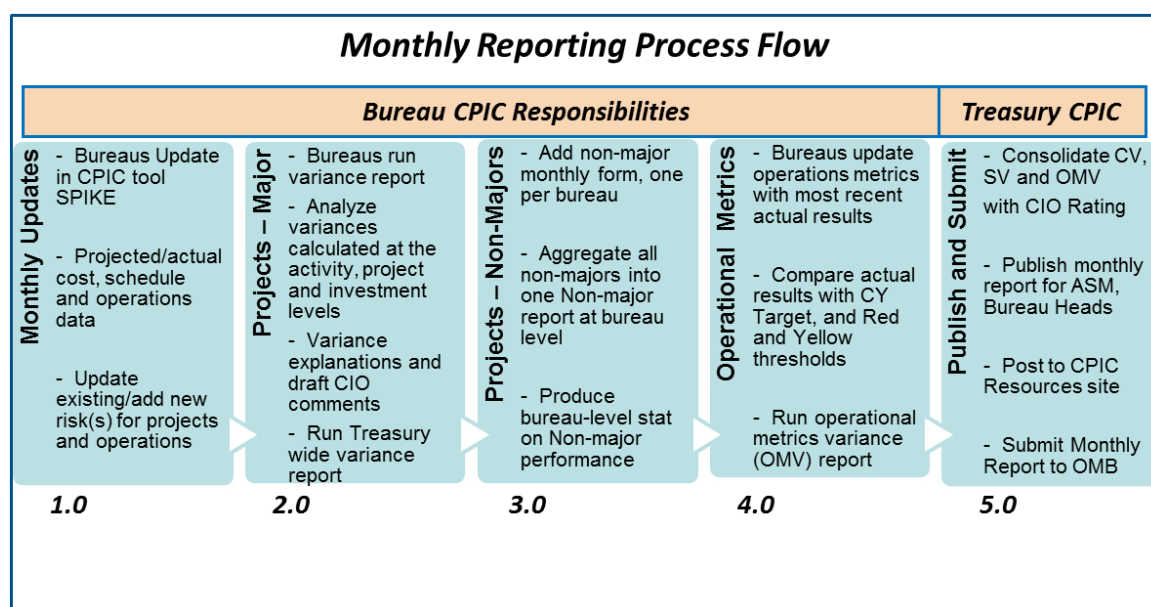 Monthly Reporting Process Flow
Bureau CPIC Responsibilities
Treasury CPIC
Monthly Updates
- Bureaus Update
in CPIC tool
SPIKE
- Projected/actual
cost, schedule
and operations
data
- Update
existing/add new
risk(s) for projects
and operations
1.0
Projects – Major
- Bureaus run
variance report
- Analyze
variances
calculated at the
activity, project
and investment
levels
- Variance
explanations and
draft CIO
comments
- Run Treasury
wide variance
report
2.0
Projects – Non-Majors
- Add non-major
monthly form, one
per bureau
- Aggregate all
non-majors into
one Non-major
report at bureau
level
- Produce
bureau-level stat
on Non-major
performance
3.0
Operational Metrics
- Bureaus update
operations metrics
with most recent
actual results
- Compare actual
results with CY
Target, and Red
and Yellow
thresholds
- Run operational
metrics variance
(OMV) report
4.0
Publish and Submit
- Consolidate CV,
SV and OMV
with CIO Rating
- Publish monthly
report for ASM,
Bureau Heads
- Post to CPIC
Resources site
- Submit Monthly
Report to OMB
5.0